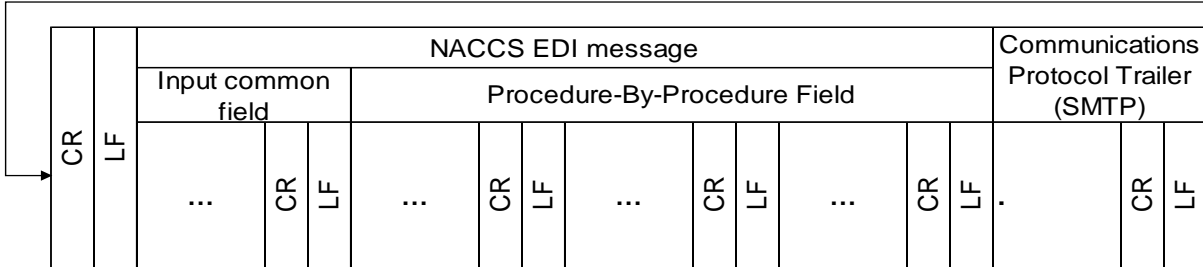 NACCS EDI message
Communications
Protocol Trailer
(SMTP)
Input common
field
Procedure-By-Procedure Field
CR LF ... CR LF ... CR LF ... CR LF ... CR LF . CR LF